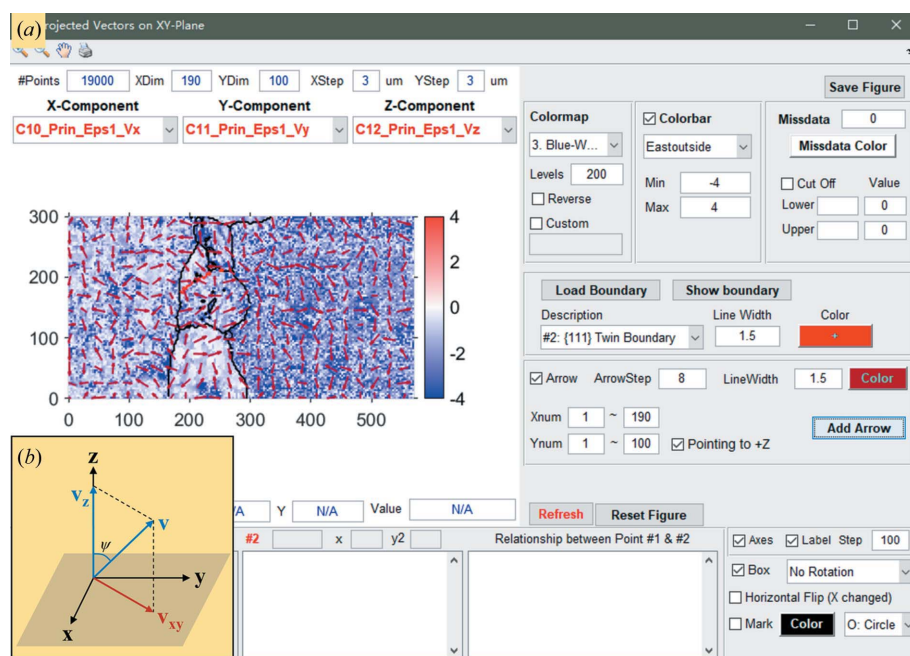 (a) rojected Vectors on XY-Plane
#Points 19000 XDim 190 YDim 100 XStep 3 um YStep 3 um
X-Component Y-Component Z-Component
C10_Prin_Eps1_Vx C11_Prin_Eps1_Vy C12_Prin_Eps1_Vz
Save Figure
Colormap
3. Blue-W...
Levels 200
Reverse
Custom
Colorbar
Eastoutside
Min -4
Max 4
Missdata 0
Missdata Color
Cut Off Value
Lower 0
Upper 0
300
200
100
0
0 100 200 300 400 500
4
2
0
-2
-4
Load Boundary Show boundary
Description Line Width Color
#2: {111} Twin Boundary 1.5 +
Arrow ArrowStep 8 LineWidth 1.5 Color
Xnum 1 ~ 190
Ynum 1 ~ 100 Pointing to +Z
Add Arrow
/A Y N/A Value N/A
Refresh Reset Figure
#2 x y2 Relationship between Point #1 & #2
Axes Label Step 100
Box No Rotation
Horizontal Flip (X changed)
Mark Color O: Circle
(b)
z
vz v
ψ
y
x vxy